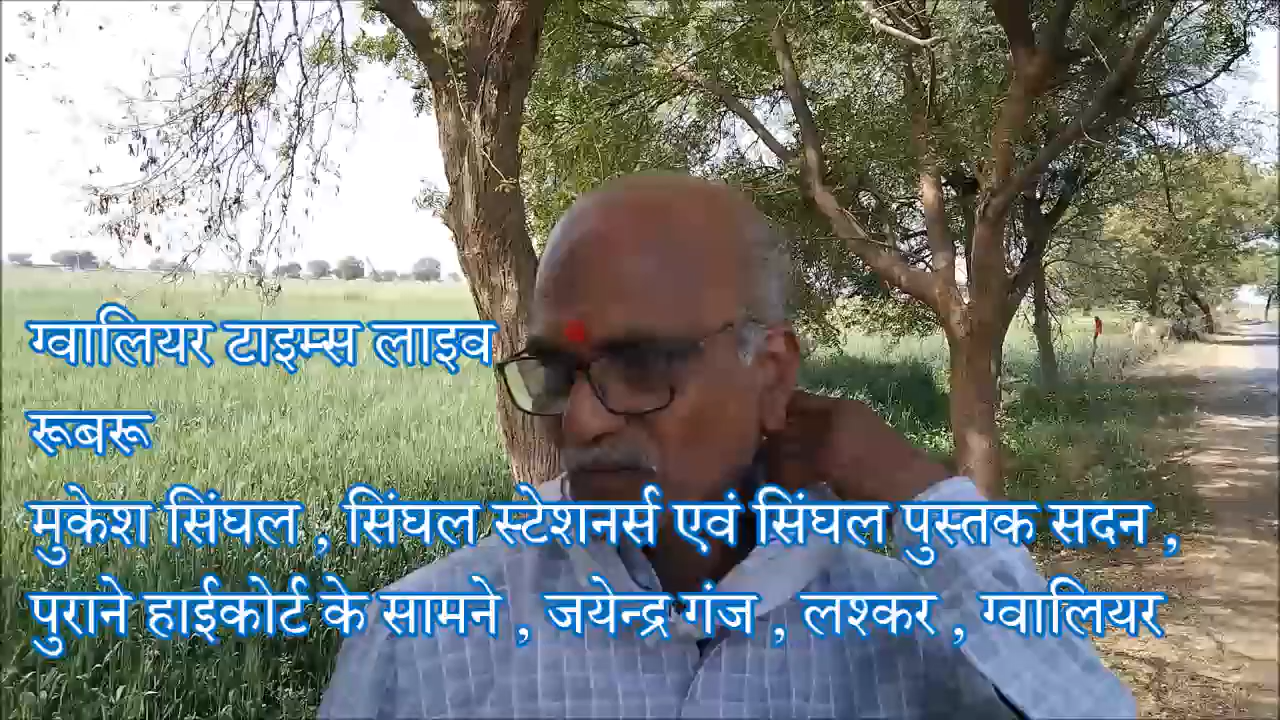 ग्वालियर टाइम्स लाइव
रूबरू
मुकेश सिंघल , सिंघल स्टेशनर्स एवं सिंघल पुस्तक सदन ,
पुराने हाईकोर्ट के सामने , जयेन्द्र गंज , लश्कर , ग्वालियर